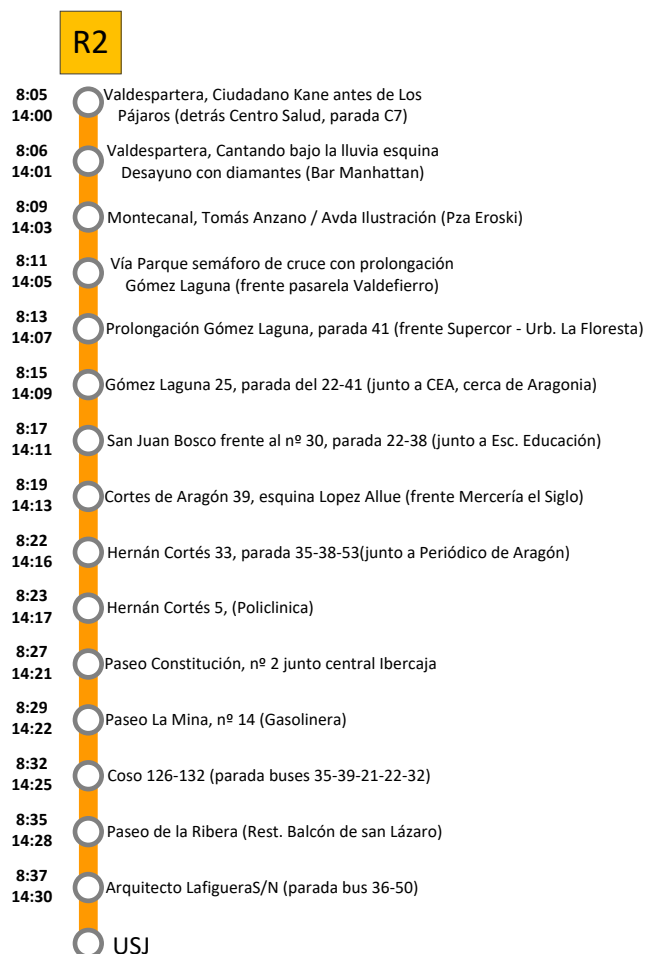 R2
8:05
14:00
Valdespartera, Ciudadano Kane antes de Los
Pájaros (detrás Centro Salud, parada C7)
8:06
14:01
Valdespartera, Cantando bajo la lluvia esquina
Desayuno con diamantes (Bar Manhattan)
8:09
14:03
Montecanal, Tomás Anzano / Avda Ilustración (Pza Eroski)
8:11
14:05
Vía Parque semáforo de cruce con prolongación
Gómez Laguna (frente pasarela Valdefierro)
8:13
14:07
Prolongación Gómez Laguna, parada 41 (frente Supercor - Urb. La Floresta)
8:15
14:09
Gómez Laguna 25, parada del 22-41 (junto a CEA, cerca de Aragonia)
8:17
14:11
San Juan Bosco frente al nº 30, parada 22-38 (junto a Esc. Educación)
8:19
14:13
Cortes de Aragón 39, esquina Lopez Allue (frente Mercería el Siglo)
8:22
14:16
Hernán Cortés 33, parada 35-38-53(junto a Periódico de Aragón)
8:23
14:17
Hernán Cortés 5, (Policlinica)
8:27
14:21
Paseo Constitución, nº 2 junto central Ibercaja
8:29
14:22
Paseo La Mina, nº 14 (Gasolinera)
8:32
14:25
Coso 126-132 (parada buses 35-39-21-22-32)
8:35
14:28
Paseo de la Ribera (Rest. Balcón de san Lázaro)
8:37
14:30
Arquitecto LafigueraS/N (parada bus 36-50)
USJ